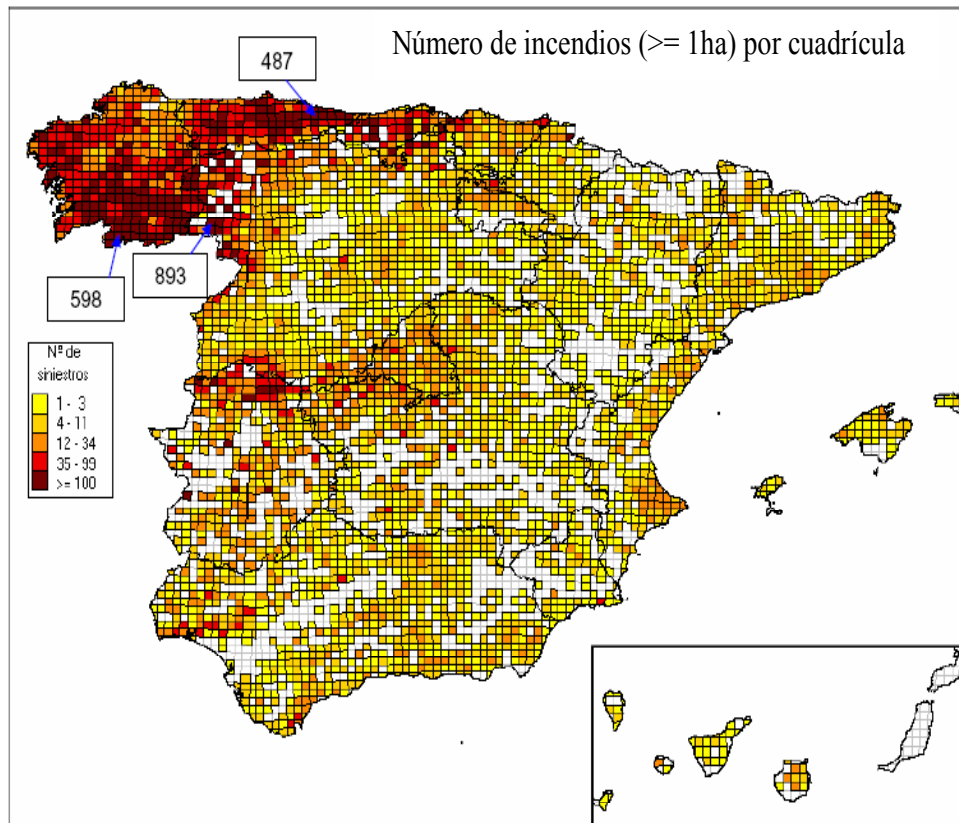 Número de incendios (>= 1ha) por cuadrícula
487
598
893
Nº de
siniestros
1 - 3
4 - 11
12 - 34
35 - 99
>= 100